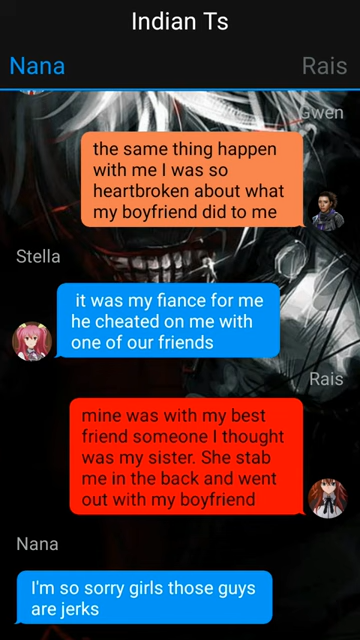 Indian Ts
Nana
Rais
Gwen
the same thing happen
with me I was so
heartbroken about what
my boyfriend did to me
Stella
it was my fiance for me
he cheated on me with
one of our friends
Rais
mine was with my best
friend someone I thought
was my sister. She stab
me in the back and went
out with my boyfriend
Nana
I'm so sorry girls those guys
are jerks